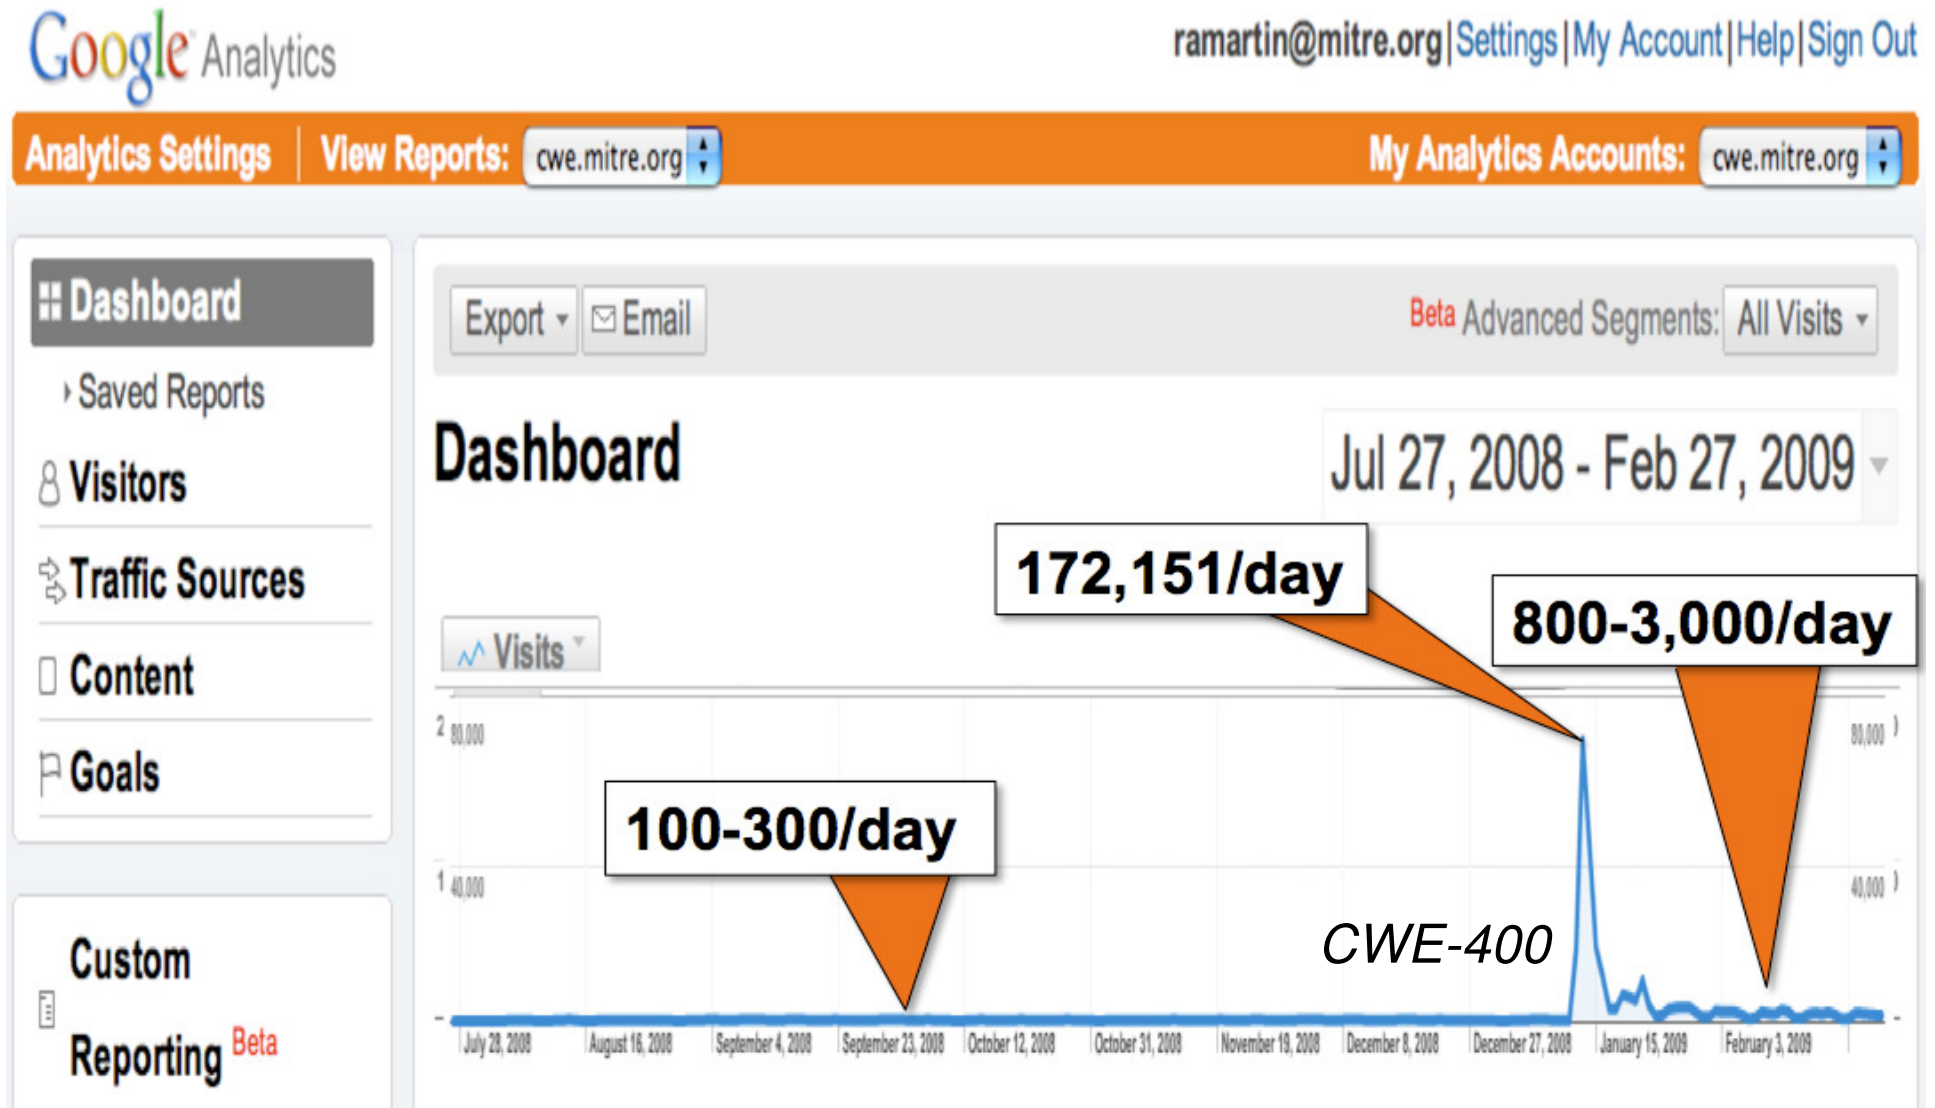 Google Analytics
ramartin@mitre.org|Settings|My Account|Help|Sign Out
Analytics Settings | View Reports: cwe.mitre.org
My Analytics Accounts: cwe.mitre.org
Dashboard
Saved Reports
Visitors
Traffic Sources
Content
Goals
Custom
Reporting Beta
Export
Email
Beta Advanced Segments: All Visits
Dashboard
Jul 27, 2008 - Feb 27, 2009
172,151/day
800-3,000/day
Visits
2 80,000
80,000
100-300/day
1 40,000
40,000
CWE-400
July 28, 2008
August 16, 2008
September 4, 2008
September 23, 2008
October 12, 2008
October 31, 2008
November 19, 2008
December 8, 2008
December 27, 2008
January 15, 2009
February 3, 2009